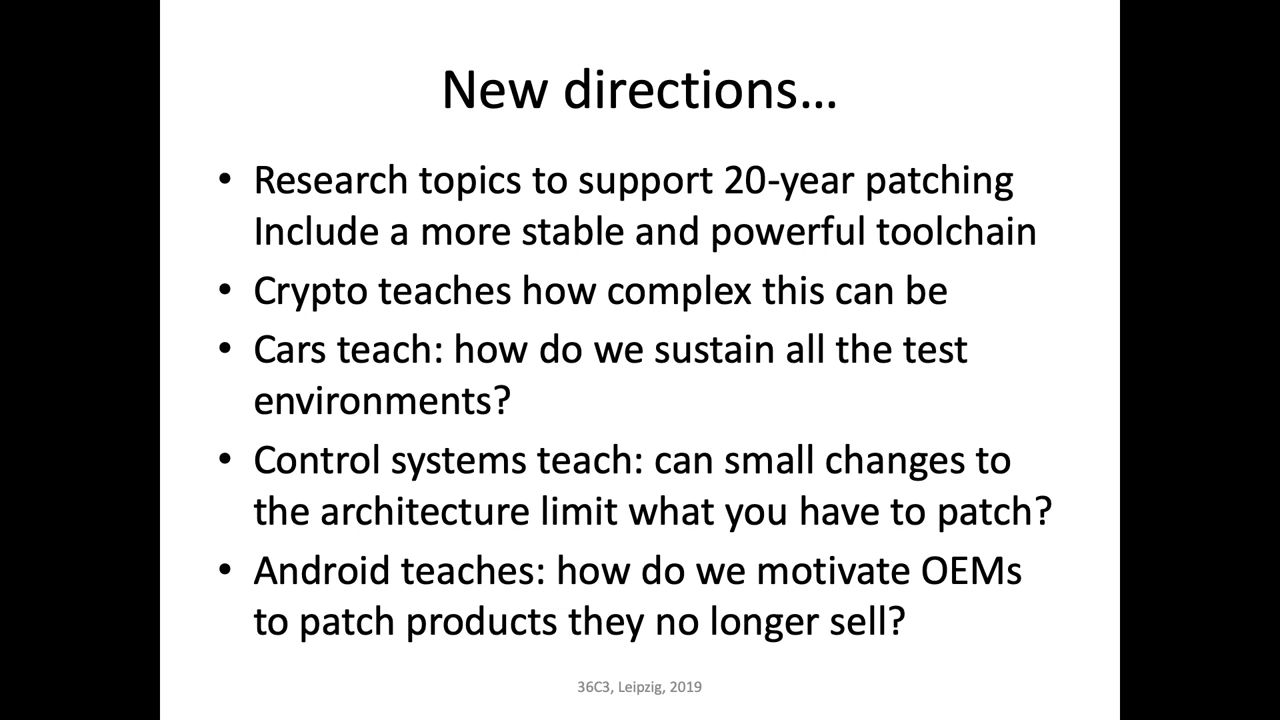 New directions…
• Research topics to support 20-year patching
Include a more stable and powerful toolchain
• Crypto teaches how complex this can be
• Cars teach: how do we sustain all the test
environments?
• Control systems teach: can small changes to
the architecture limit what you have to patch?
• Android teaches: how do we motivate OEMs
to patch products they no longer sell?
36C3, Leipzig, 2019